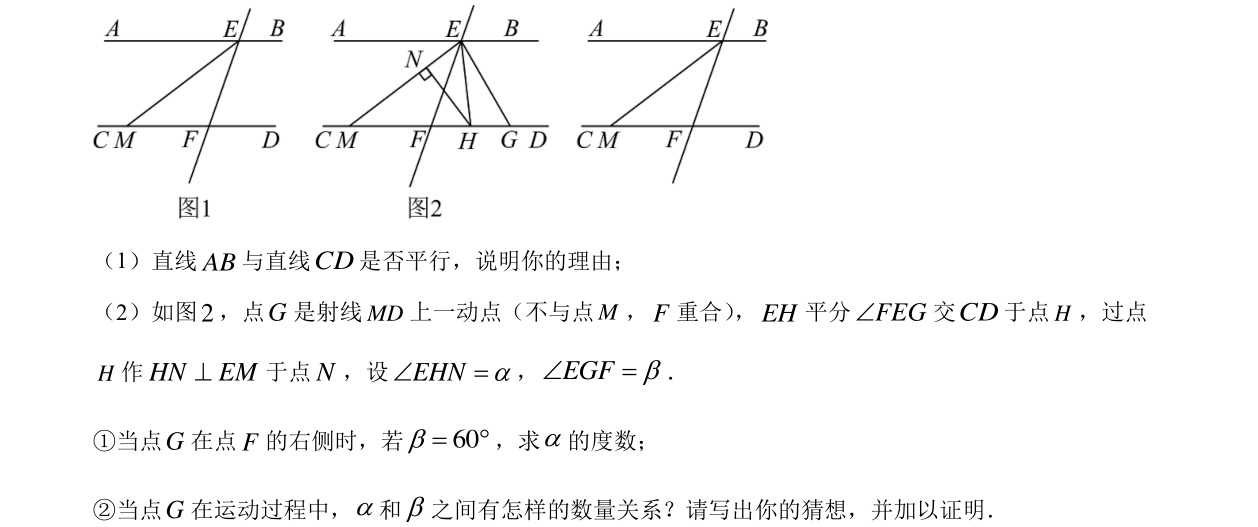 A E B A E B A E B
N
C M F D C M F H G D C M F D
图1 图2
（1）直线AB与直线CD是否平行，说明你的理由；
（2）如图2，点G是射线MD上一动点（不与点M，F重合），EH平分∠FEG交CD于点H，过点
H作HN⊥EM于点N，设∠EHN=α，∠EGF=β．
①当点G在点F的右侧时，若β=60°，求α的度数；
②当点G在运动过程中，α和β之间有怎样的数量关系？请写出你的猜想，并加以证明．